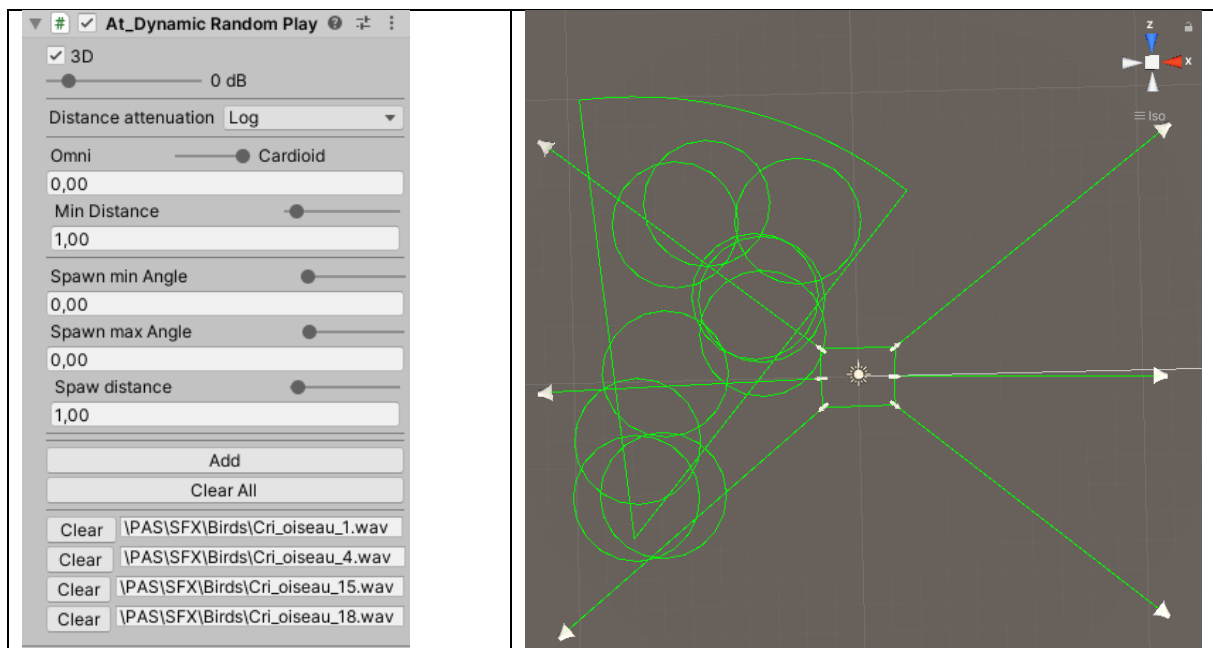 At_Dynamic Random Play
3D
0 dB
Distance attenuation Log
Omni Cardioid
0,00
Min Distance
1,00
Spawn min Angle
0,00
Spawn max Angle
0,00
Spaw distance
1,00
Add
Clear All
Clear \PAS\SFX\Birds\Cri_oiseau_1.wav
Clear \PAS\SFX\Birds\Cri_oiseau_4.wav
Clear \PAS\SFX\Birds\Cri_oiseau_15.wav
Clear \PAS\SFX\Birds\Cri_oiseau_18.wav
z
x
Iso